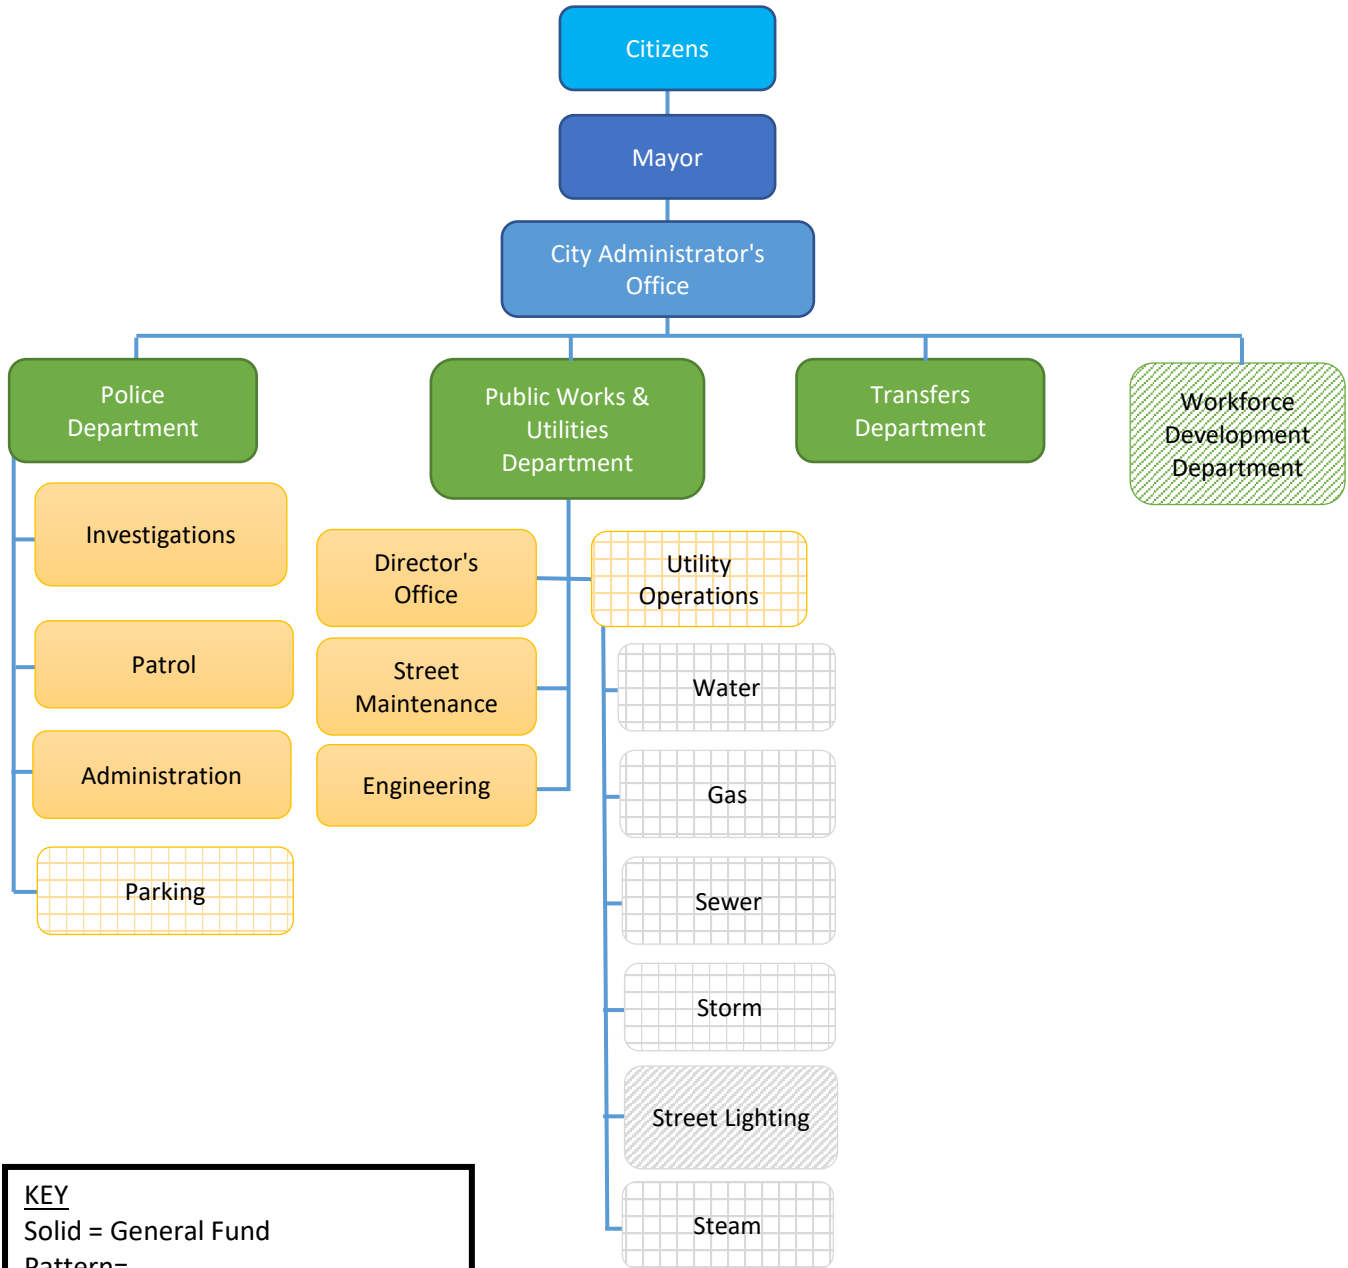 Citizens
Mayor
City Administrator's
Office
Police
Department
Public Works &
Utilities
Department
Transfers
Department
Workforce
Development
Department
Investigations
Patrol
Administration
Parking
Director's
Office
Street
Maintenance
Engineering
Utility
Operations
Water
Gas
Sewer
Storm
Street Lighting
Steam
KEY
Solid = General Fund
Pattern=